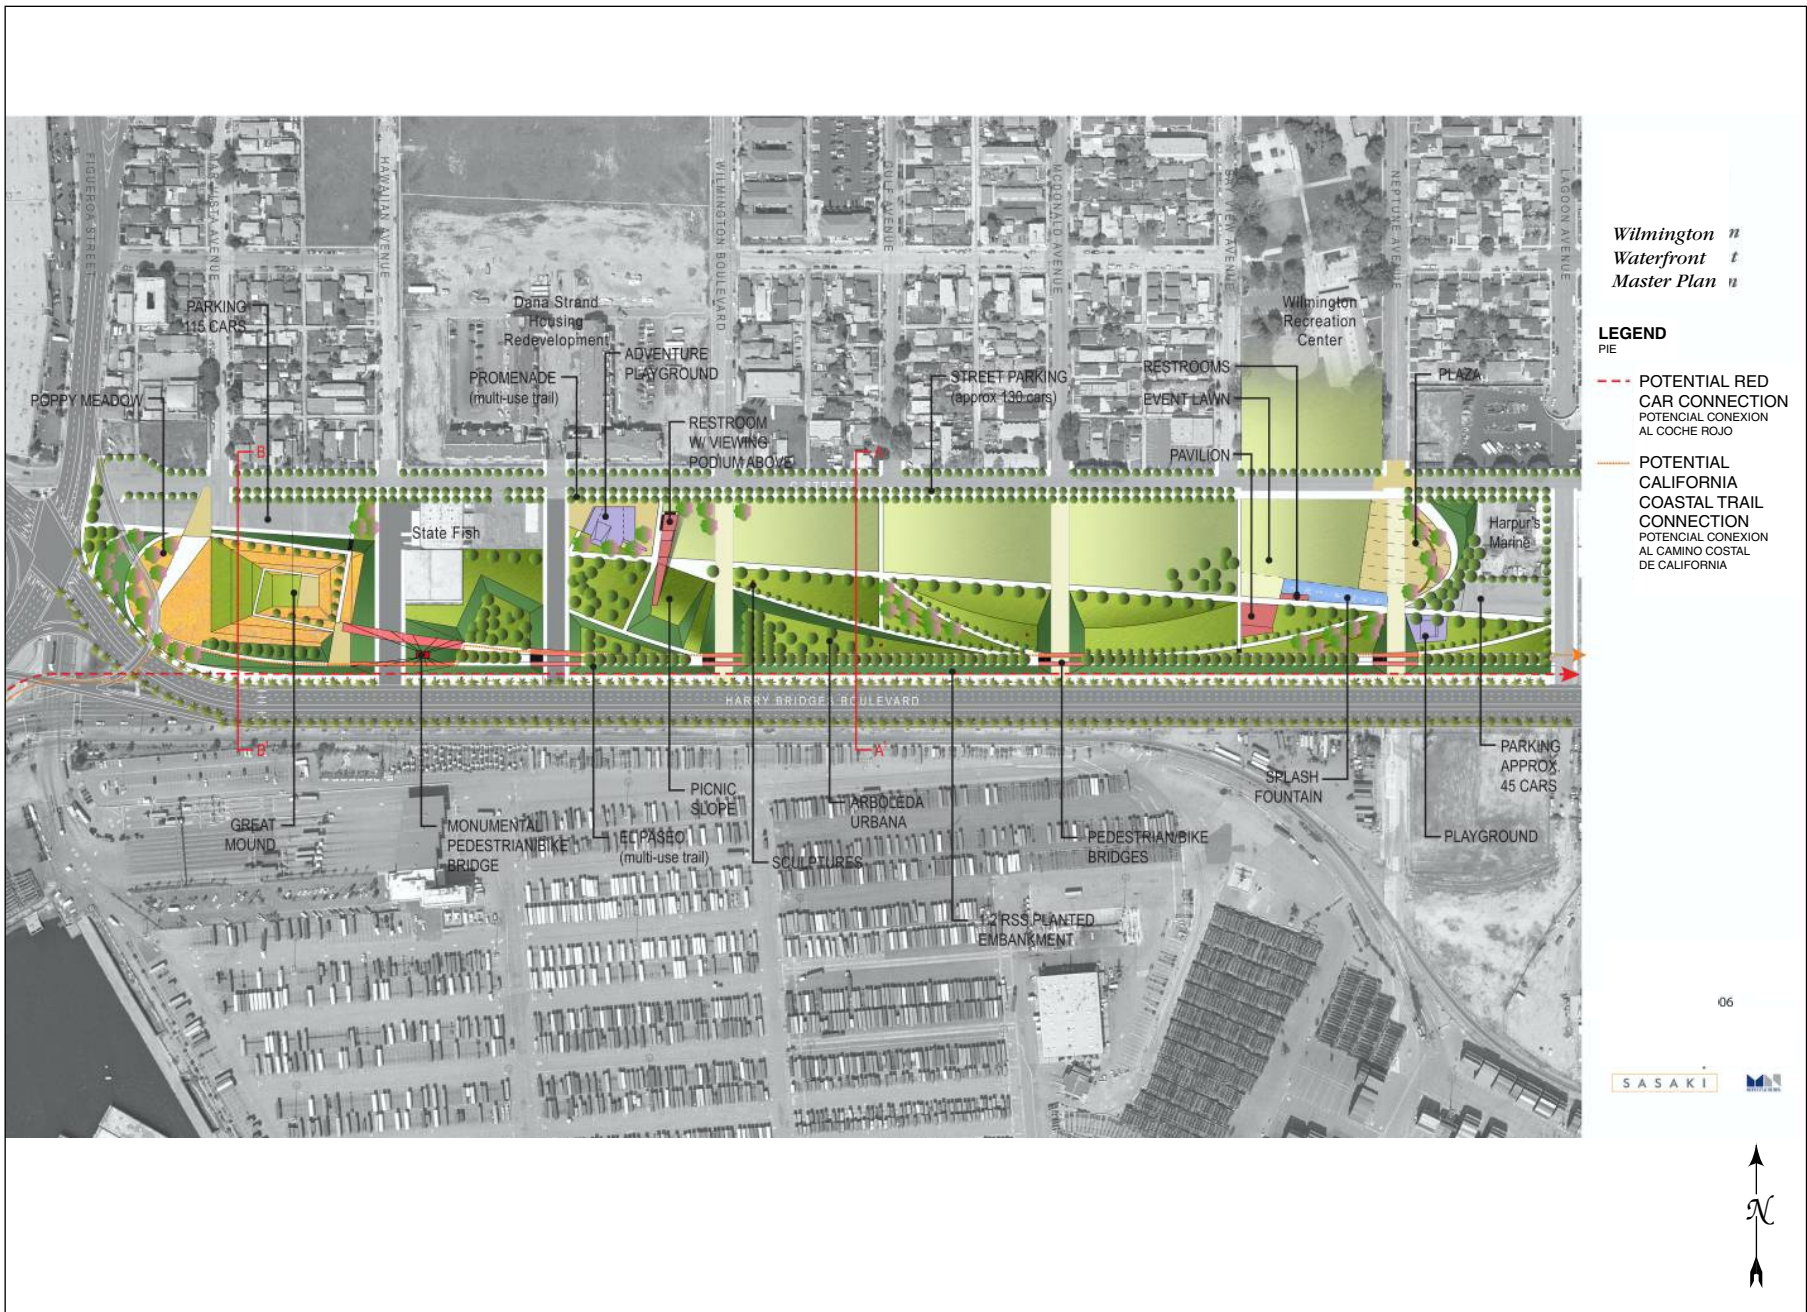 FIGUEROA STREET
MAR VISTA AVENUE
HAWAIIAN AVENUE
WILMINGTON BOULEVARD
GULF AVENUE
MCDONALD AVENUE
BAY VIEW AVENUE
NEPTUNE AVENUE
LAGOON AVENUE
Wilmington
Waterfront
Master Plan
LEGEND
PIE
POTENTIAL RED
CAR CONNECTION
POTENCIAL CONEXION
AL COCHE ROJO
POTENTIAL
CALIFORNIA
COASTAL TRAIL
CONNECTION
POTENCIAL CONEXION
AL CAMINO COSTAL
DE CALIFORNIA
PARKING
115 CARS
Dana Strand
Housing
Redevelopment
Wilmington
Recreation
Center
POPPY MEADOW
PROMENADE
(multi-use trail)
ADVENTURE
PLAYGROUND
RESTROOM
W/ VIEWING
PODIUM ABOVE
STREET PARKING
(approx 130 cars)
RESTROOMS
EVENT LAWN
PAVILION
PLAZA
B
A
C STREET
State Fish
Harpur's
Marine
HARRY BRIDGES BOULEVARD
B'
A'
GREAT
MOUND
MONUMENTAL
PEDESTRIAN/BIKE
BRIDGE
EL PASEO
(multi-use trail)
PICNIC
SLOPE
SCULPTURES
ARBOLEDA
URBANA
1:2 RSS PLANTED
EMBANKMENT
PEDESTRIAN/BIKE
BRIDGES
SPLASH
FOUNTAIN
PLAYGROUND
PARKING
APPROX.
45 CARS
06
SASAKI
N